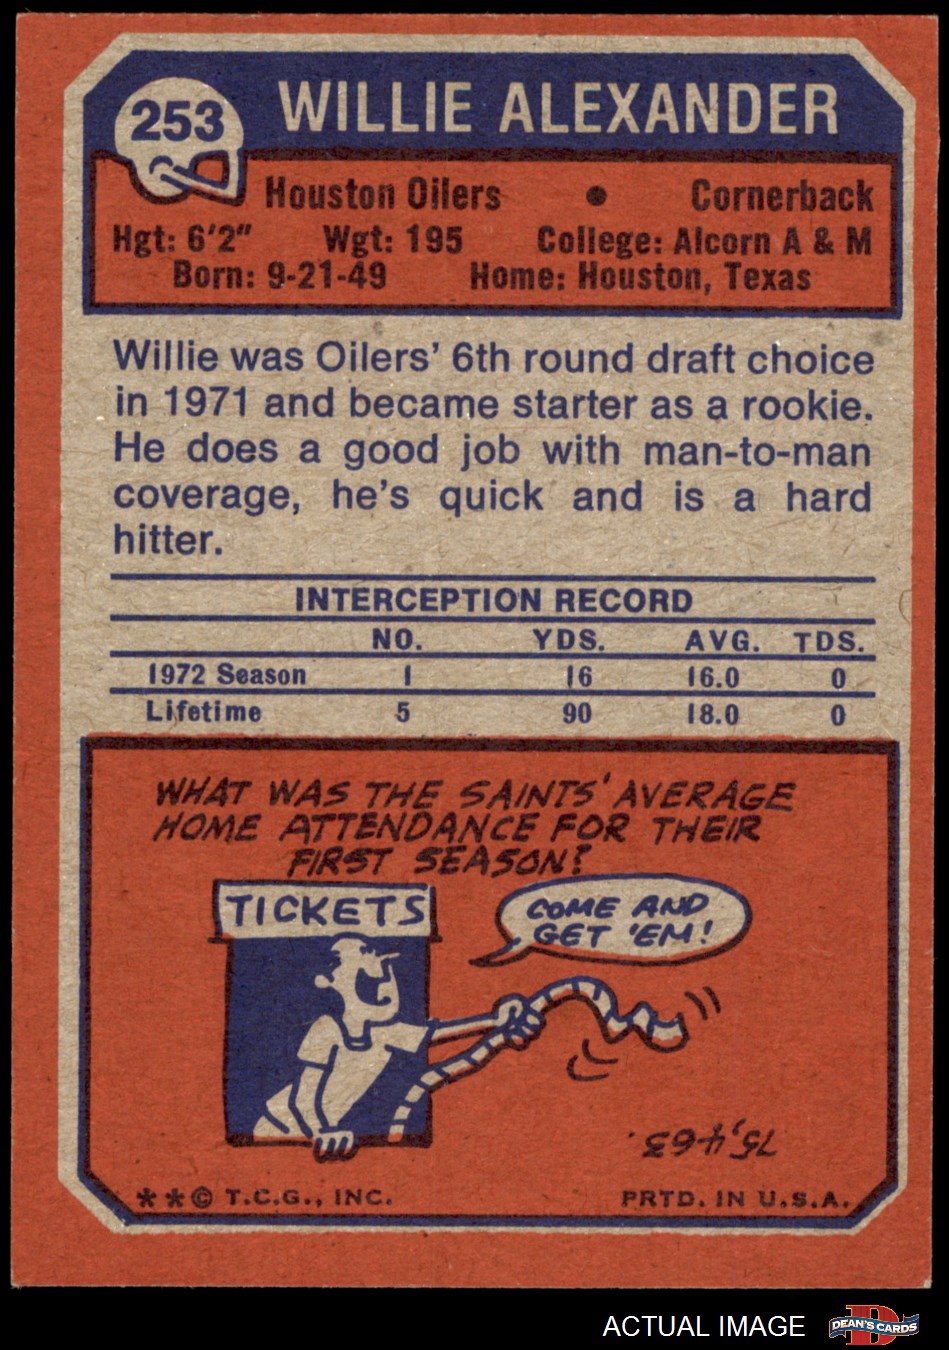 253
WILLIE ALEXANDER
Houston Oilers • Cornerback
Hgt: 6'2" Wgt: 195 College: Alcorn A & M
Born: 9-21-49 Home: Houston, Texas
Willie was Oilers' 6th round draft choice
in 1971 and became starter as a rookie.
He does a good job with man-to-man
coverage, he's quick and is a hard
hitter.
INTERCEPTION RECORD
NO. YDS. AVG. TDS.
1972 Season 1 16 16.0 0
Lifetime 5 90 18.0 0
WHAT WAS THE SAINTS' AVERAGE
HOME ATTENDANCE FOR THEIR
FIRST SEASON?
TICKETS
COME AND
GET 'EM!
75,463.
**© T.C.G., INC. PRTD. IN U.S.A.
ACTUAL IMAGE
D
DEAN'S CARDS